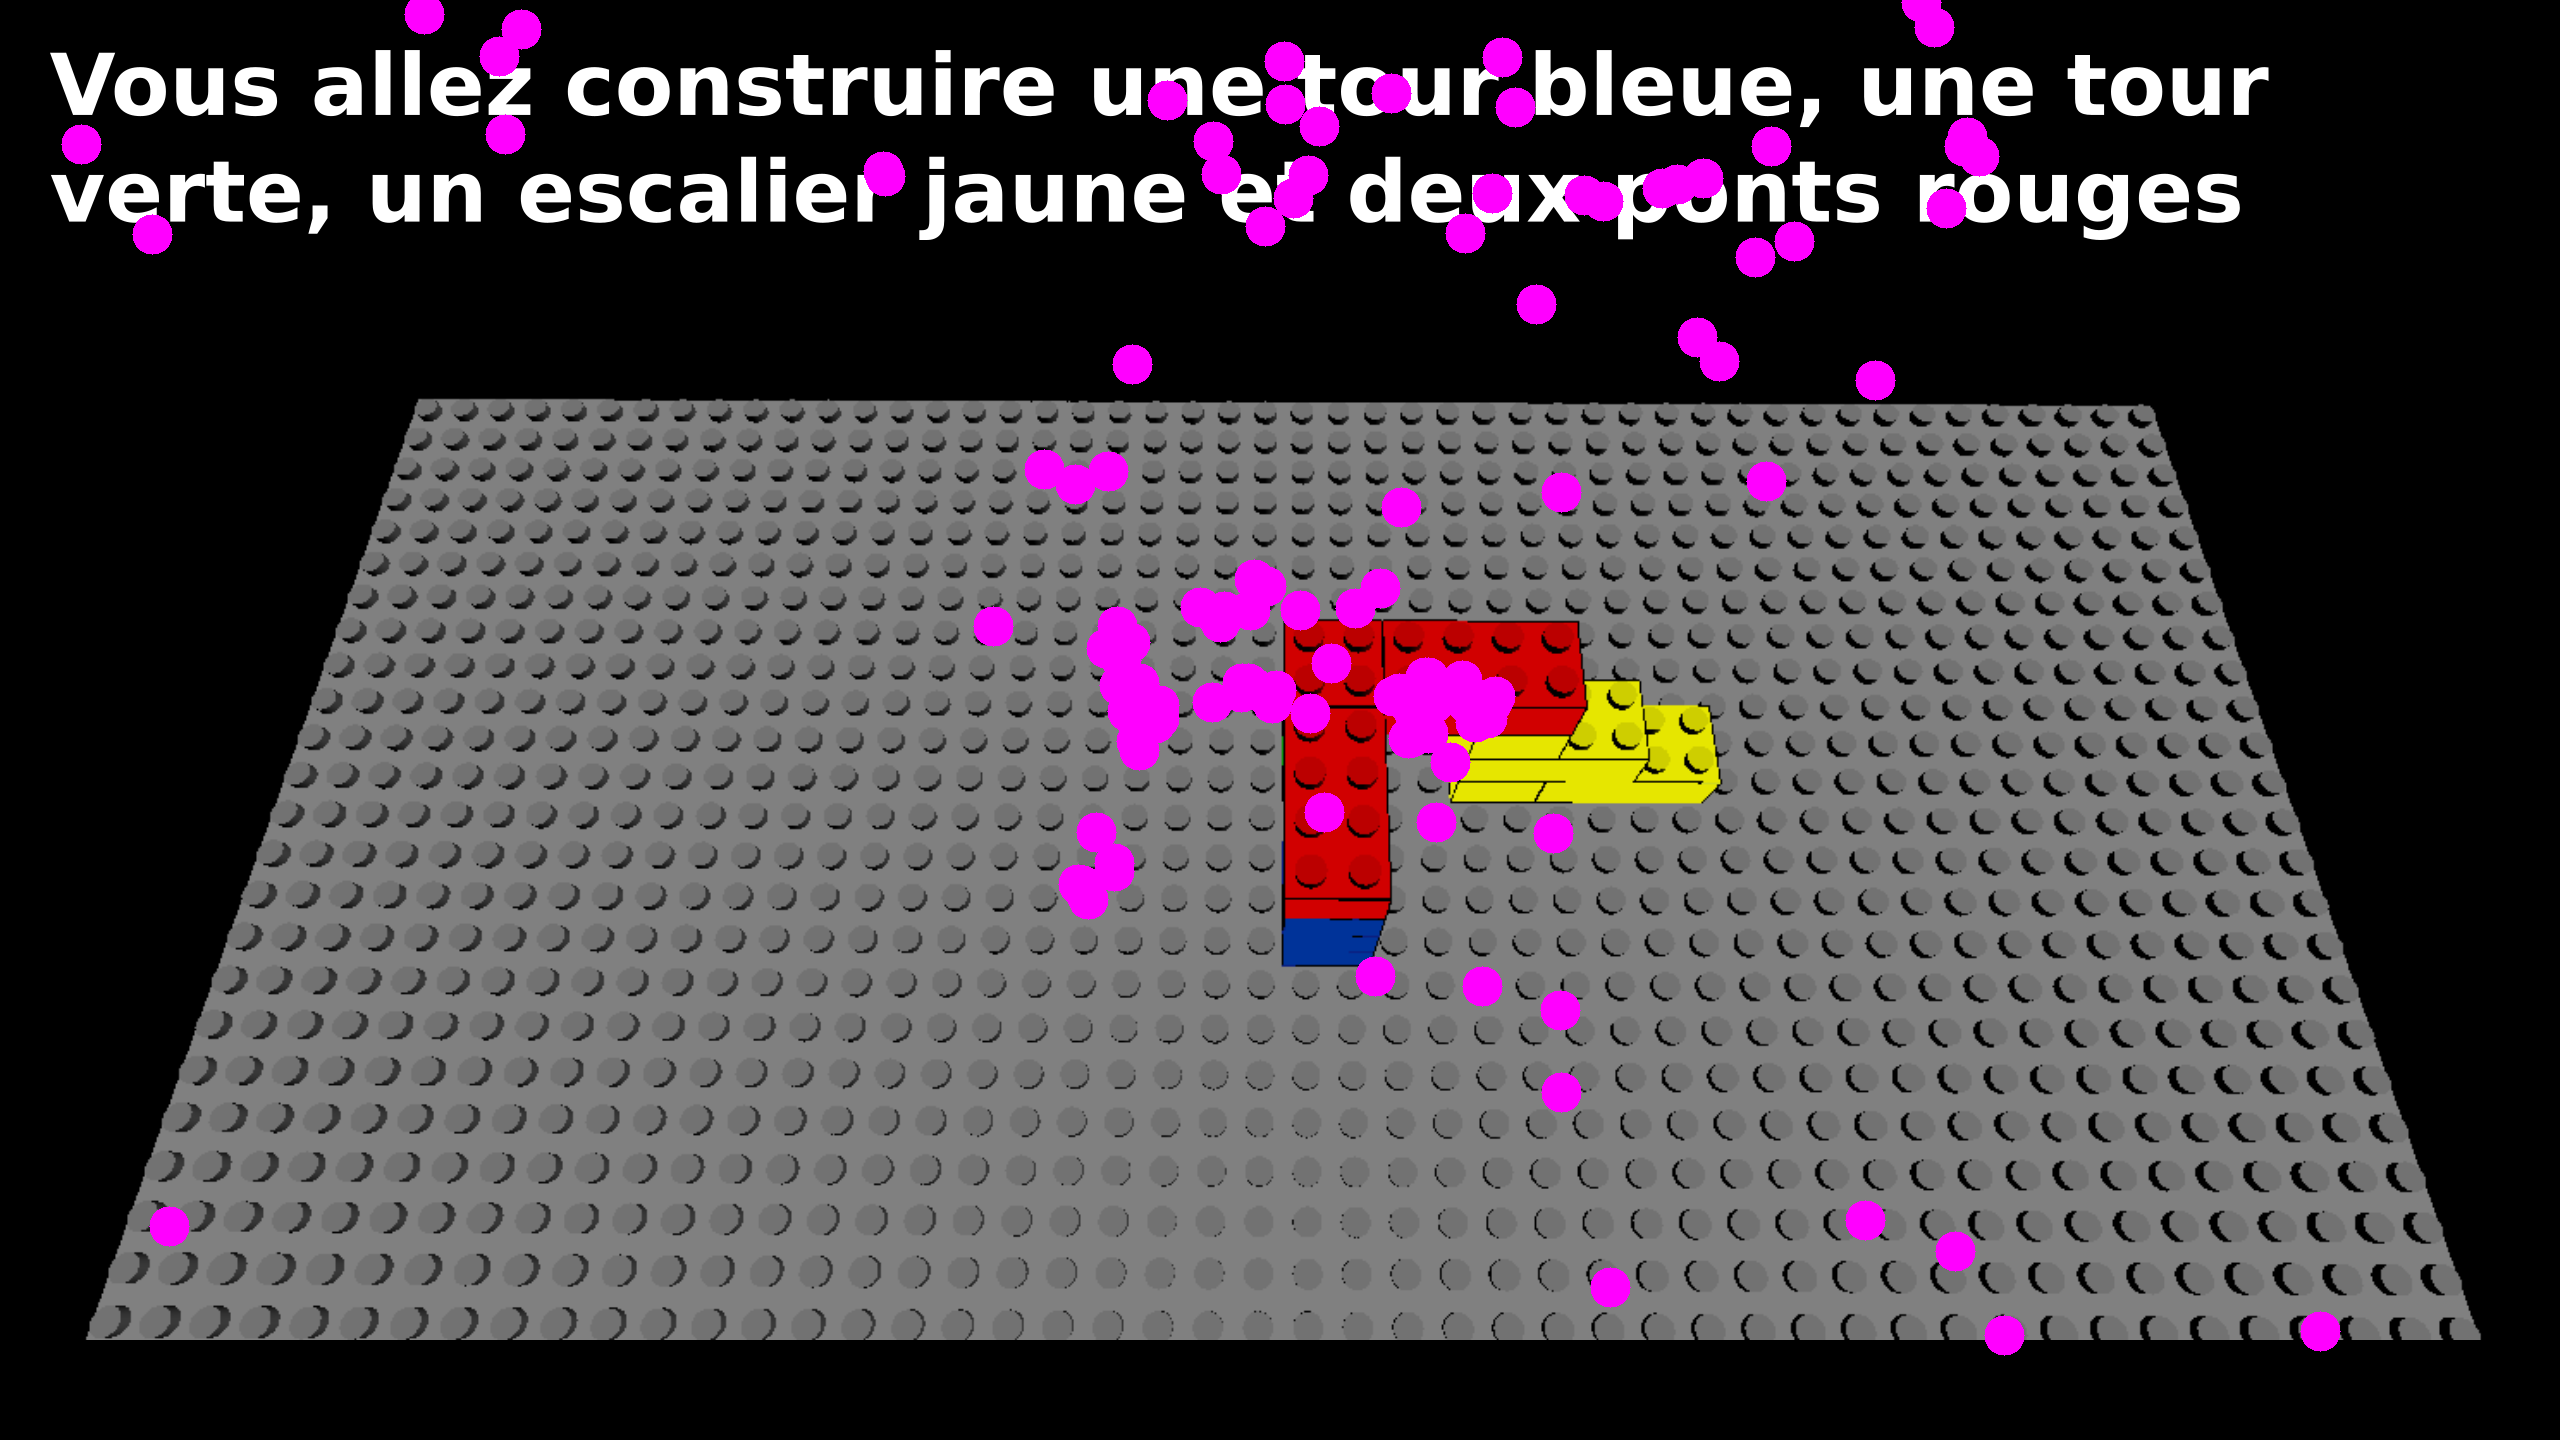 Vous allez construire une tour bleue, une tour
verte, un escalier jaune et deux ponts rouges